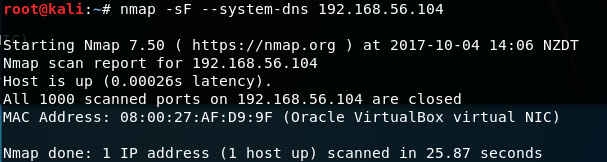 root@kali:~# nmap -sF --system-dns 192.168.56.104
Starting Nmap 7.50 ( https://nmap.org ) at 2017-10-04 14:06 NZDT
Nmap scan report for 192.168.56.104
Host is up (0.00026s latency).
All 1000 scanned ports on 192.168.56.104 are closed
MAC Address: 08:00:27:AF:D9:9F (Oracle VirtualBox virtual NIC)
Nmap done: 1 IP address (1 host up) scanned in 25.87 seconds